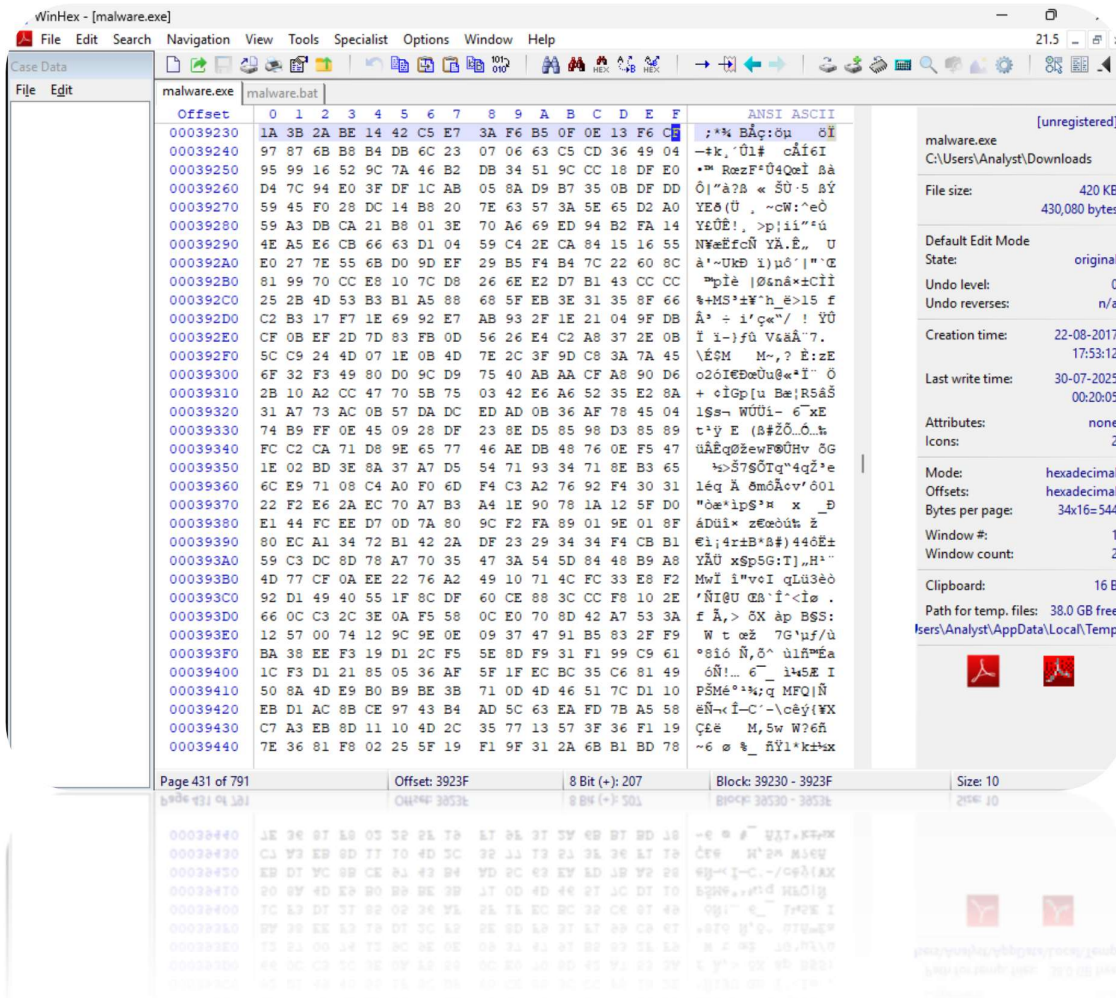 WinHex - [malware.exe]
File Edit Search Navigation View Tools Specialist Options Window Help
21.5
Case Data
File Edit
malware.exe malware.bat
Offset 0 1 2 3 4 5 6 7 8 9 A B C D E F ANSI ASCII
00039230 1A 3B 2A BE 14 42 C5 E7 3A F6 B5 0F 0E 13 F6 CF
00039240 97 87 6B B8 B4 DB 6C 23 07 06 63 C5 CD 36 49 04
00039250 95 99 16 52 9C 7A 46 B2 DB 34 51 9C CC 18 DF E0
00039260 D4 7C 94 E0 3F DF 1C AB 05 8A D9 B7 35 0B DF DD
00039270 59 45 F0 28 DC 14 B8 20 7E 63 57 3A 5E 65 D2 A0
00039280 59 A3 DB CA 21 B8 01 3E 70 A6 69 ED 94 B2 FA 14
00039290 4E A5 E6 CB 66 63 D1 04 59 C4 2E CA 84 15 16 55
000392A0 E0 27 7E 55 6B D0 9D EF 29 B5 F4 B4 7C 22 60 8C
000392B0 81 99 70 CC E8 10 7C D8 26 6E E2 D7 B1 43 CC CC
000392C0 25 2B 4D 53 B3 B1 A5 88 68 5F EB 3E 31 35 8F 66
000392D0 C2 B3 17 F7 1E 69 92 E7 AB 93 2F 1E 21 04 9F DB
000392E0 CF 0B EF 2D 7D 83 FB 0D 56 26 E4 C2 A8 37 2E 0B
000392F0 5C C9 24 4D 07 1E 0B 4D 7E 2C 3F 9D C8 3A 7A 45
00039300 6F 32 F3 49 80 D0 9C D9 75 40 AB AA CF A8 90 D6
00039310 2B 10 A2 CC 47 70 5B 75 03 42 E6 A6 52 35 E2 8A
00039320 31 A7 73 AC 0B 57 DA DC ED AD 0B 36 AF 78 45 04
00039330 74 B9 FF 0E 45 09 28 DF 23 8E D5 85 98 D3 85 89
00039340 FC C2 CA 71 D8 9E 65 77 46 AE DB 48 76 0E F5 47
00039350 1E 02 BD 3E 8A 37 A7 D5 54 71 93 34 71 8E B3 65
00039360 6C E9 71 08 C4 A0 F0 6D F4 C3 A2 76 92 F4 30 31
00039370 22 F2 E6 2A EC 70 A7 B3 A4 1E 90 78 1A 12 5F D0
00039380 E1 44 FC EE D7 0D 7A 80 9C F2 FA 89 01 9E 01 8F
00039390 80 EC A1 34 72 B1 42 2A DF 23 29 34 34 F4 CB B1
000393A0 59 C3 DC 8D 78 A7 70 35 47 3A 54 5D 84 48 B9 A8
000393B0 4D 77 CF 0A EE 22 76 A2 49 10 71 4C FC 33 E8 F2
000393C0 92 D1 49 40 55 1F 8C DF 60 CE 88 3C CC F8 10 2E
000393D0 66 0C C3 2C 3E 0A F5 58 0C E0 70 8D 42 A7 53 3A
000393E0 12 57 00 74 12 9C 9E 0E 09 37 47 91 B5 83 2F F9
000393F0 BA 38 EE F3 19 D1 2C F5 5E 8D F9 31 F1 99 C9 61
00039400 1C F3 D1 21 85 05 36 AF 5F 1F EC BC 35 C6 81 49
00039410 50 8A 4D E9 B0 B9 BE 3B 71 0D 4D 46 51 7C D1 10
00039420 EB D1 AC 8B CE 97 43 B4 AD 5C 63 EA FD 7B A5 58
00039430 C7 A3 EB 8D 11 10 4D 2C 35 77 13 57 3F 36 F1 19
00039440 7E 36 81 F8 02 25 5F 19 F1 9F 31 2A 6B B1 BD 78
[unregistered]
malware.exe
C:\Users\Analyst\Downloads
File size: 420 KB
430,080 bytes
Default Edit Mode
State: original
Undo level: 0
Undo reverses: n/a
Creation time: 22-08-2017
17:53:12
Last write time: 30-07-2025
00:20:05
Attributes: none
Icons: 2
Mode: hexadecimal
Offsets: hexadecimal
Bytes per page: 34x16=544
Window #: 1
Window count: 2
Clipboard: 16 B
Path for temp. files: 38.0 GB free
Users\Analyst\AppData\Local\Temp
Page 431 of 791 Offset: 3923F 8 Bit (+): 207 Block: 39230 - 3923F Size: 10